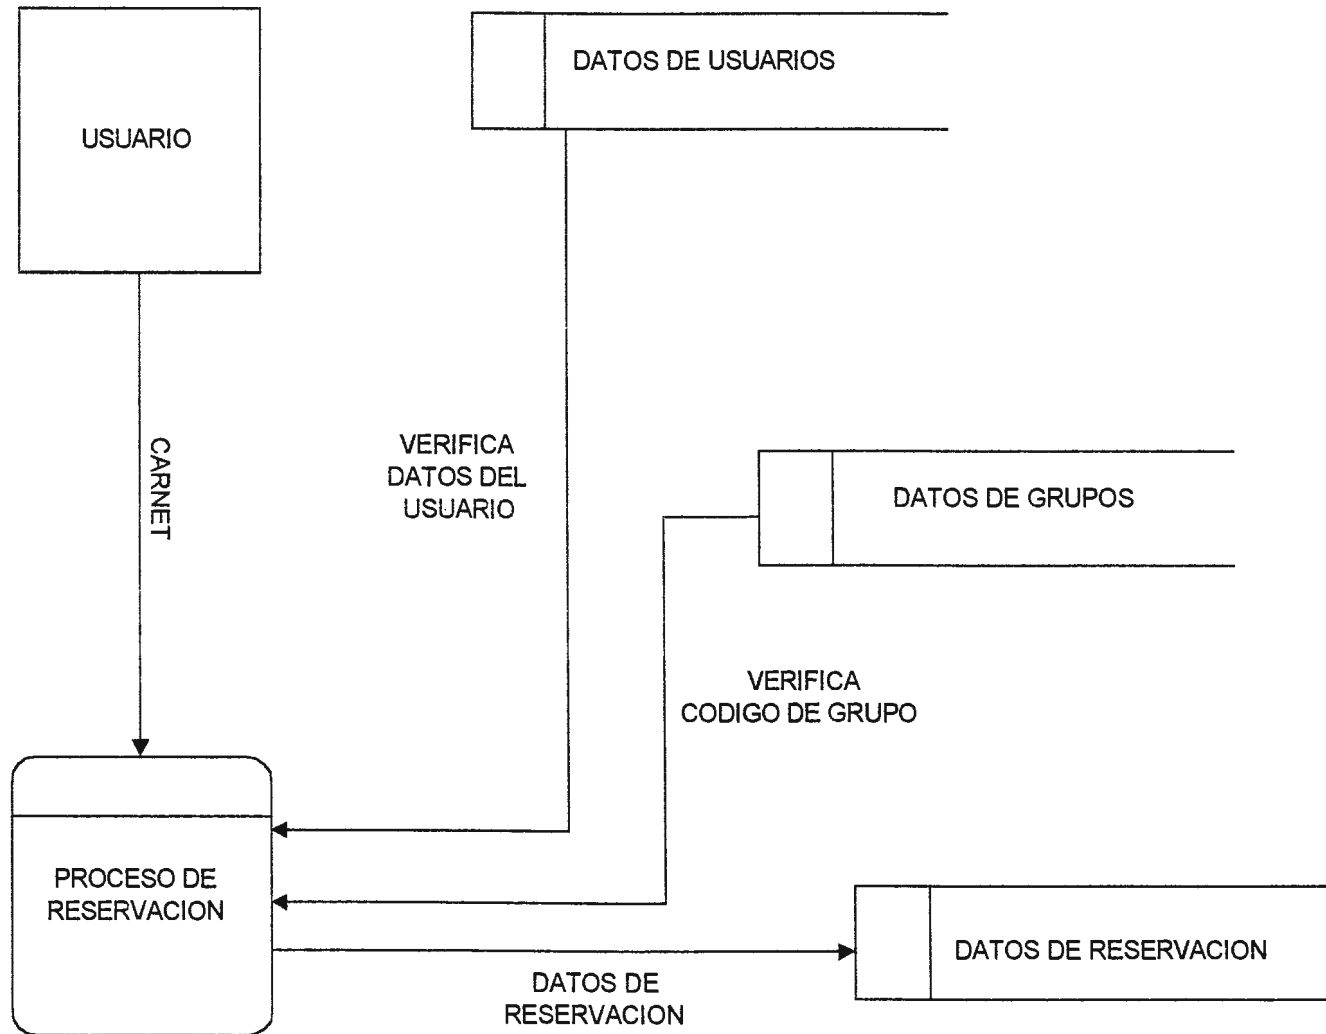 DATOS DE USUARIOS
USUARIO
CARNET
VERIFICA
DATOS DEL
USUARIO
DATOS DE GRUPOS
VERIFICA
CODIGO DE GRUPO
PROCESO DE
RESERVACION
DATOS DE RESERVACION
DATOS DE
RESERVACION